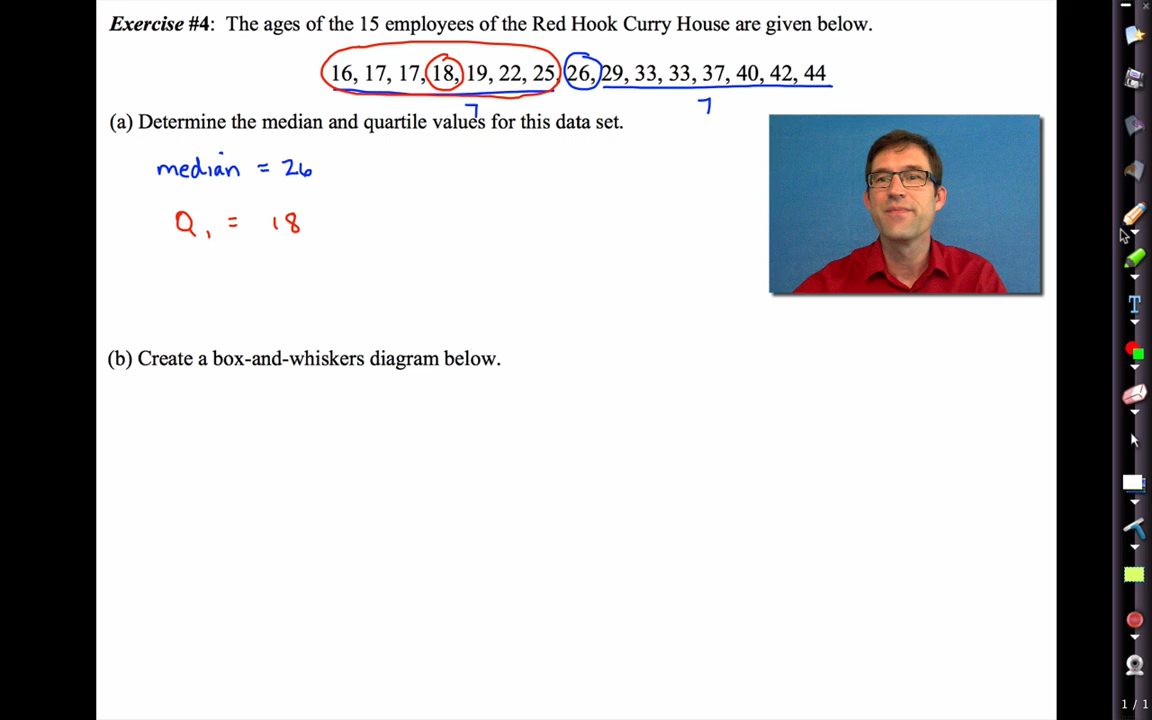 Exercise #4: The ages of the 15 employees of the Red Hook Curry House are given below.
16, 17, 17, 18, 19, 22, 25, 26, 29, 33, 33, 37, 40, 42, 44
7 7
(a) Determine the median and quartile values for this data set.
median = 26
Q1 = 18
(b) Create a box-and-whiskers diagram below.
T
1 / 1